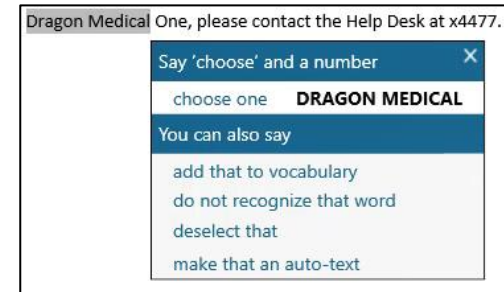 Dragon Medical One, please contact the Help Desk at x4477.
Say ‘choose’ and a number ×
choose one DRAGON MEDICAL
You can also say
add that to vocabulary
do not recognize that word
deselect that
make that an auto-text